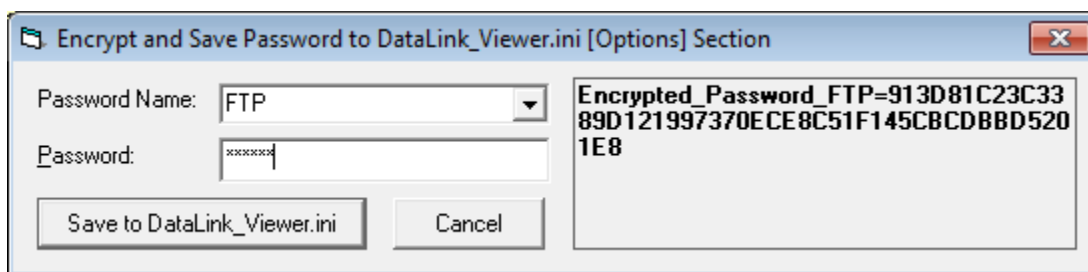 Encrypt and Save Password to DataLink_Viewer.ini [Options] Section
Password Name:
FTP
Encrypted_Password_FTP=913D81C23C33
89D121997370ECE8C51F145CBCDBBD520
1E8
Password:
xxxxxx
Save to DataLink_Viewer.ini
Cancel